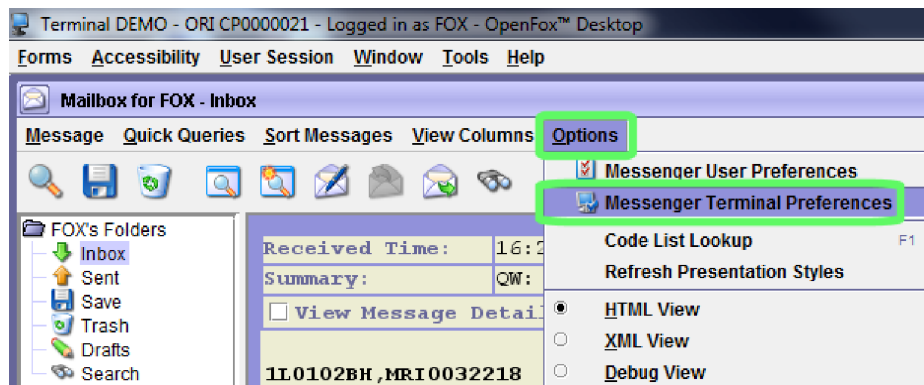 Terminal DEMO - ORI CP0000021 - Logged in as FOX - OpenFox™ Desktop
Forms Accessibility User Session Window Tools Help
Mailbox for FOX - Inbox
Message Quick Queries Sort Messages View Columns Options
Messenger User Preferences
Messenger Terminal Preferences
Code List Lookup F1
Refresh Presentation Styles
HTML View
XML View
Debug View
FOX's Folders
Inbox
Sent
Save
Trash
Drafts
Search
Received Time: 16:2
Summary: QW:
View Message Detail
1L0102BH,MRI0032218